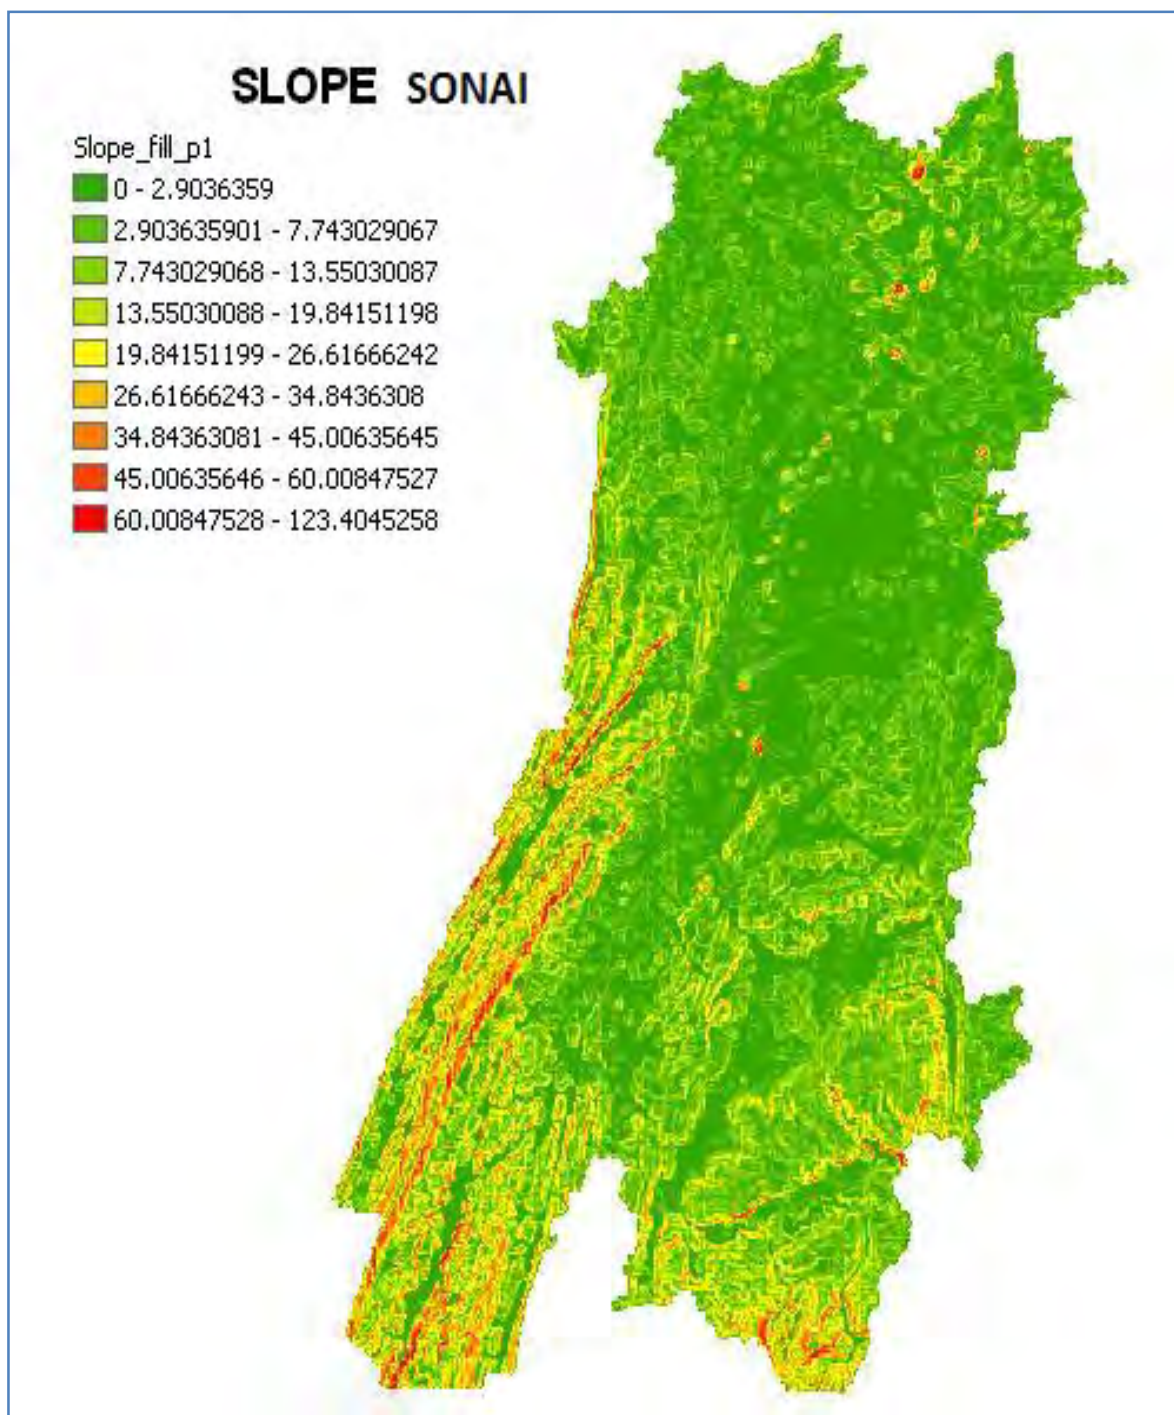 SLOPE SONAI
Slope_fill_p1
0 - 2.9036359
2.903635901 - 7.743029067
7.743029068 - 13.55030087
13.55030088 - 19.84151198
19.84151199 - 26.61666242
26.61666243 - 34.8436308
34.84363081 - 45.00635645
45.00635646 - 60.00847527
60.00847528 - 123.4045258